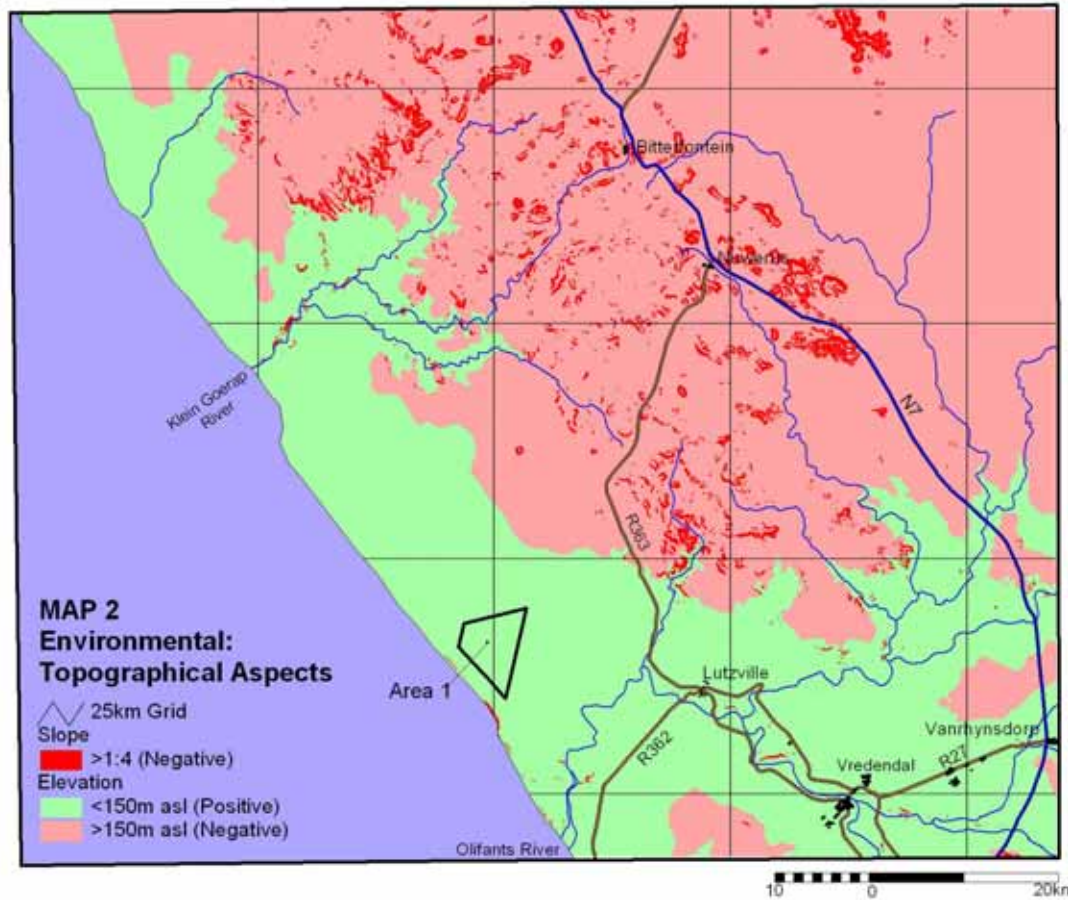 Bitterfontein
Nuwerus
N7
Klein Goerap
River
R363
MAP 2
Environmental:
Topographical Aspects
Area 1
25km Grid
Slope
>1:4 (Negative)
Elevation
<150m asl (Positive)
>150m asl (Negative)
Lutzville
R362
Vanrhynsdorp
R27
Vredendal
Olifants River
10 0 20km